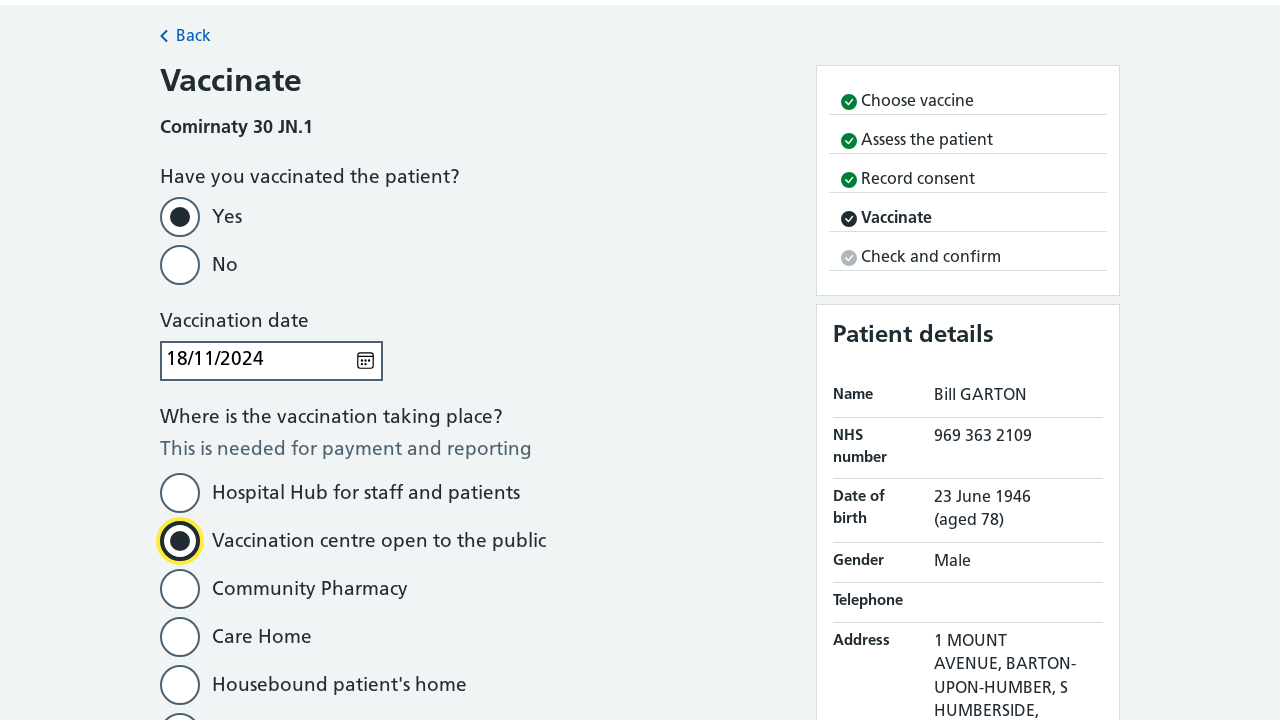 Back
Vaccinate
Comirnaty 30 JN.1
Have you vaccinated the patient?
Yes
No
Vaccination date
18/11/2024
Where is the vaccination taking place?
This is needed for payment and reporting
Hospital Hub for staff and patients
Vaccination centre open to the public
Community Pharmacy
Care Home
Housebound patient's home
Choose vaccine
Assess the patient
Record consent
Vaccinate
Check and confirm
Patient details
Name Bill GARTON
NHS number 969 363 2109
Date of birth 23 June 1946 (aged 78)
Gender Male
Telephone
Address 1 MOUNT
AVENUE, BARTON-
UPON-HUMBER, S
HUMBERSIDE,